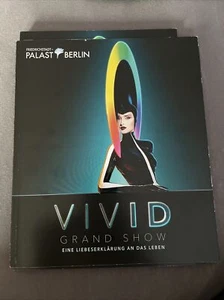 FRIEDRICHSTADT-
PALAST BERLIN
VIVID
GRAND SHOW
EINE LIEBESERKLÄRUNG AN DAS LEBEN